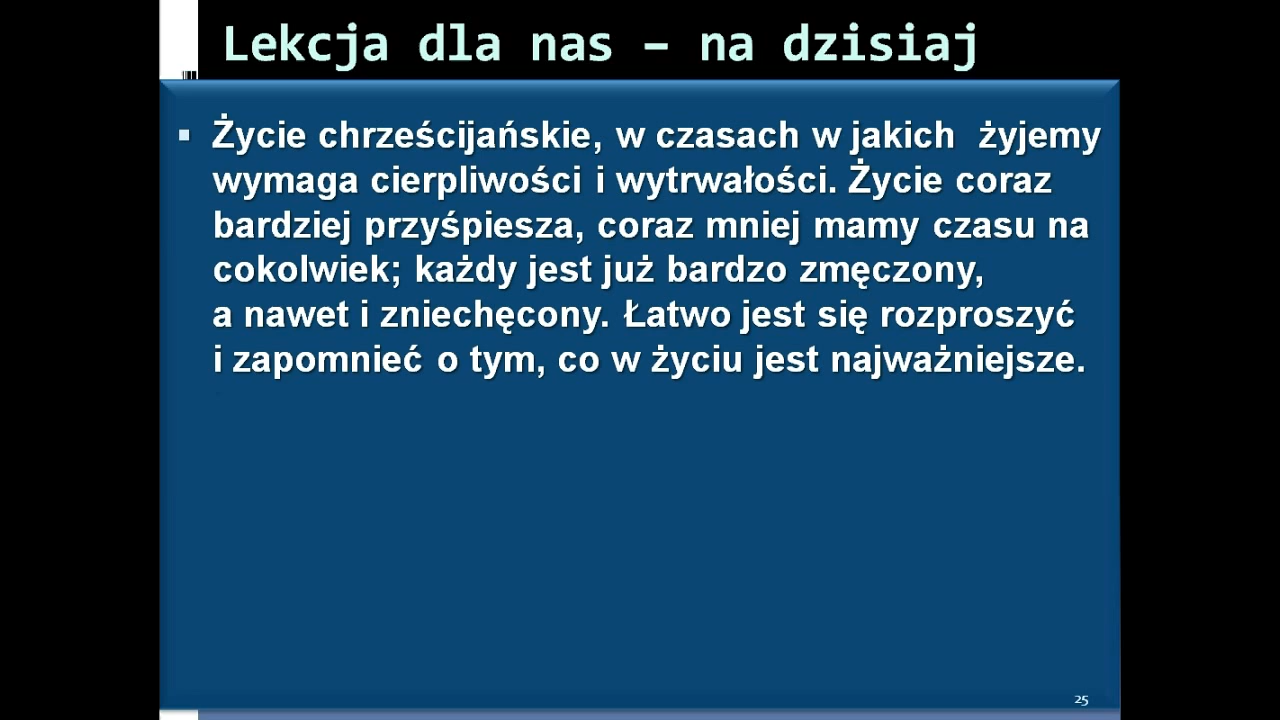 Lekcja dla nas – na dzisiaj
▪ Życie chrześcijańskie, w czasach w jakich żyjemy
wymaga cierpliwości i wytrwałości. Życie coraz
bardziej przyśpiesza, coraz mniej mamy czasu na
cokolwiek; każdy jest już bardzo zmęczony,
a nawet i zniechęcony. Łatwo jest się rozproszyć
i zapomnieć o tym, co w życiu jest najważniejsze.
25